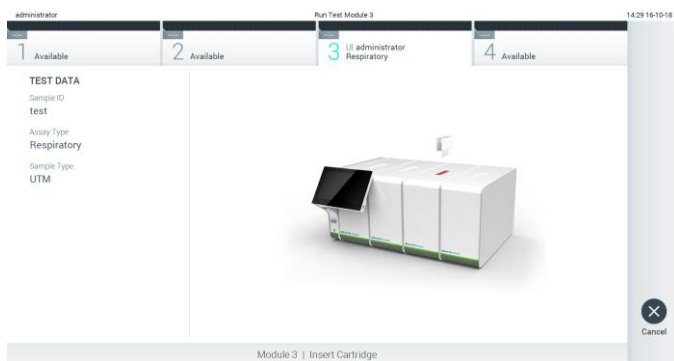 administrator
Run Test Module 3
14:29 16-10-18
1 Available
2 Available
3 UI administrator
Respiratory
4 Available
TEST DATA
Sample ID
test
Assay Type
Respiratory
Sample Type
UTM
Cancel
Module 3 | Insert Cartridge